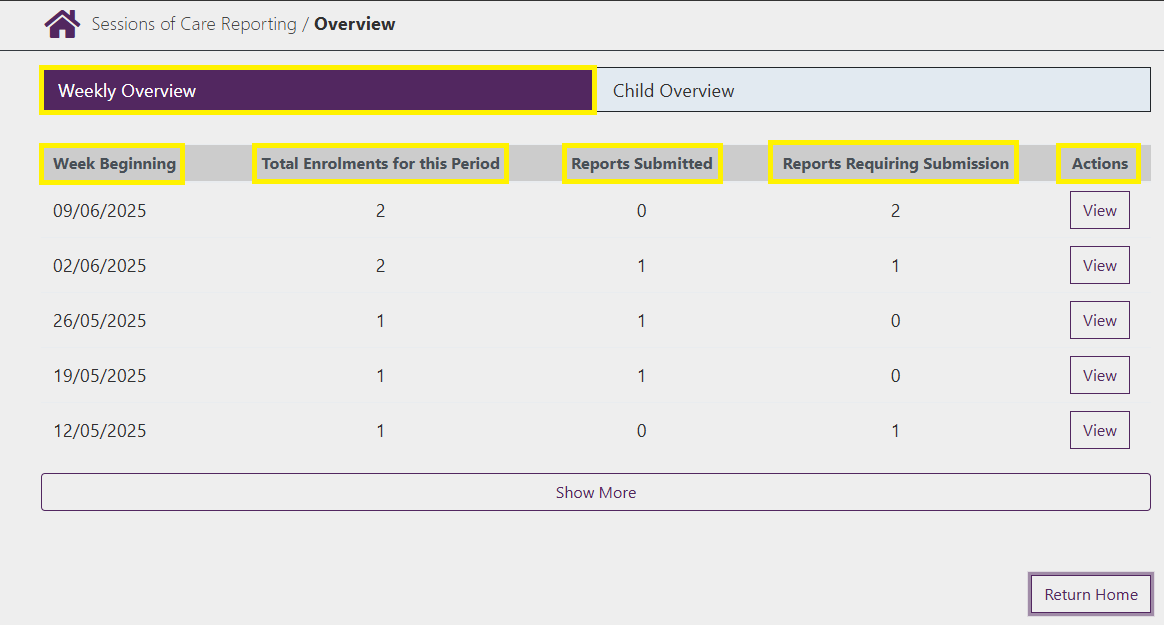 Sessions of Care Reporting / Overview
Weekly Overview Child Overview
Week Beginning Total Enrolments for this Period Reports Submitted Reports Requiring Submission Actions
09/06/2025 2 0 2 View
02/06/2025 2 1 1 View
26/05/2025 1 1 0 View
19/05/2025 1 1 0 View
12/05/2025 1 0 1 View
Show More
Return Home